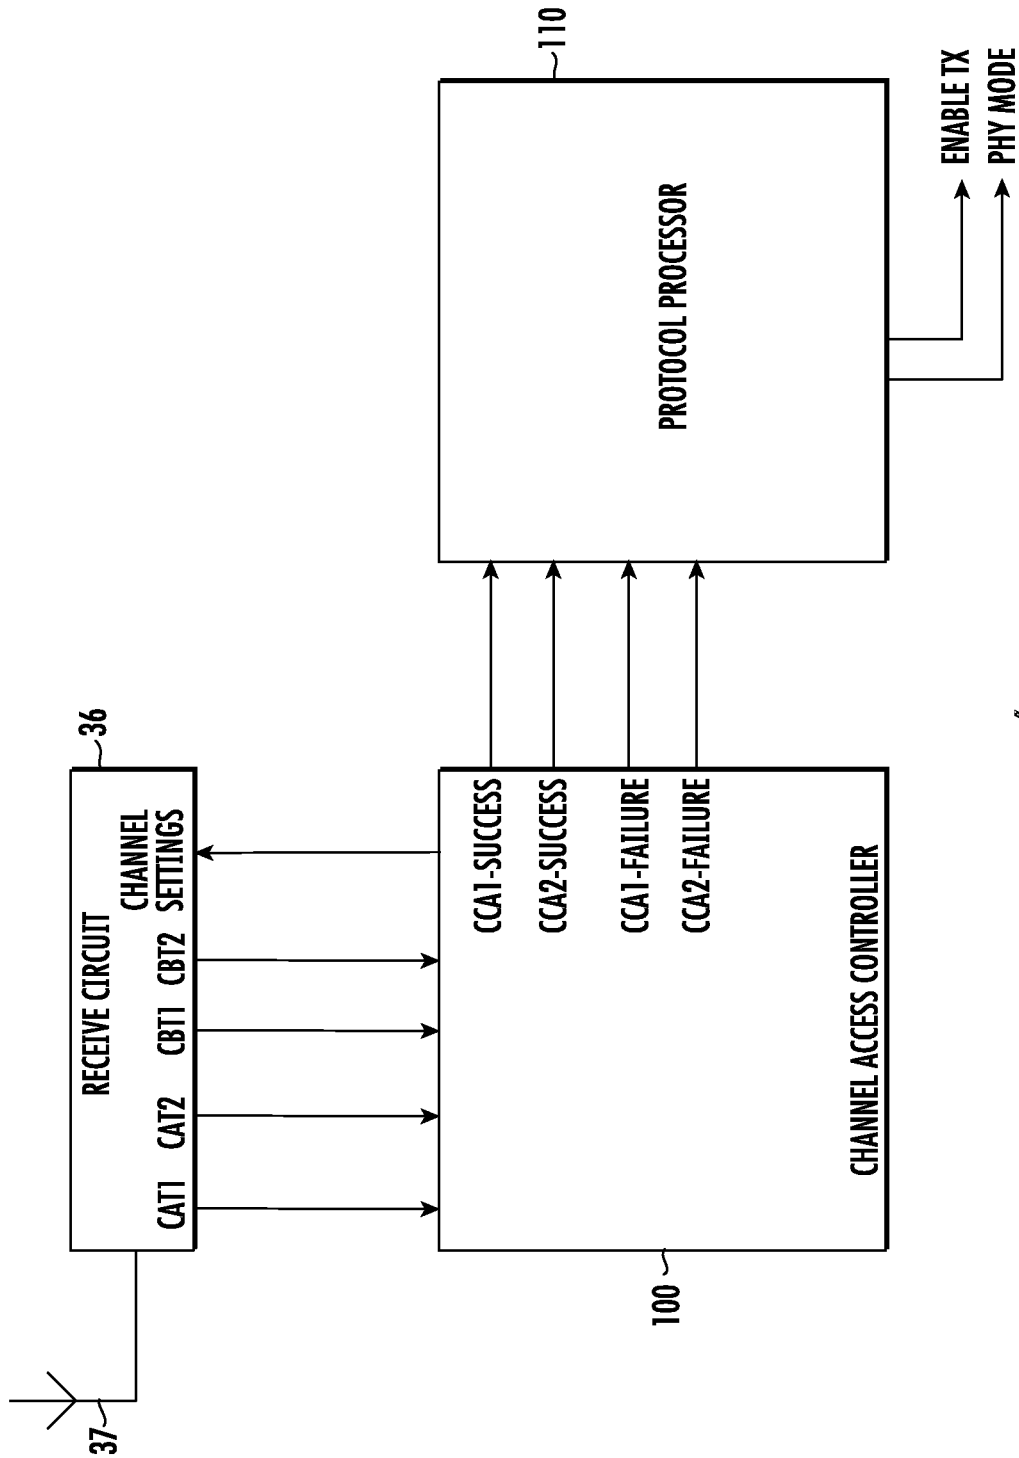 37
RECEIVE CIRCUIT
36
CAT1
CAT2
CBT1
CBT2
CHANNEL
SETTINGS
110
CCA1-SUCCESS
CCA2-SUCCESS
CCA1-FAILURE
CCA2-FAILURE
100
CHANNEL ACCESS CONTROLLER
PROTOCOL PROCESSOR
ENABLE TX
PHY MODE